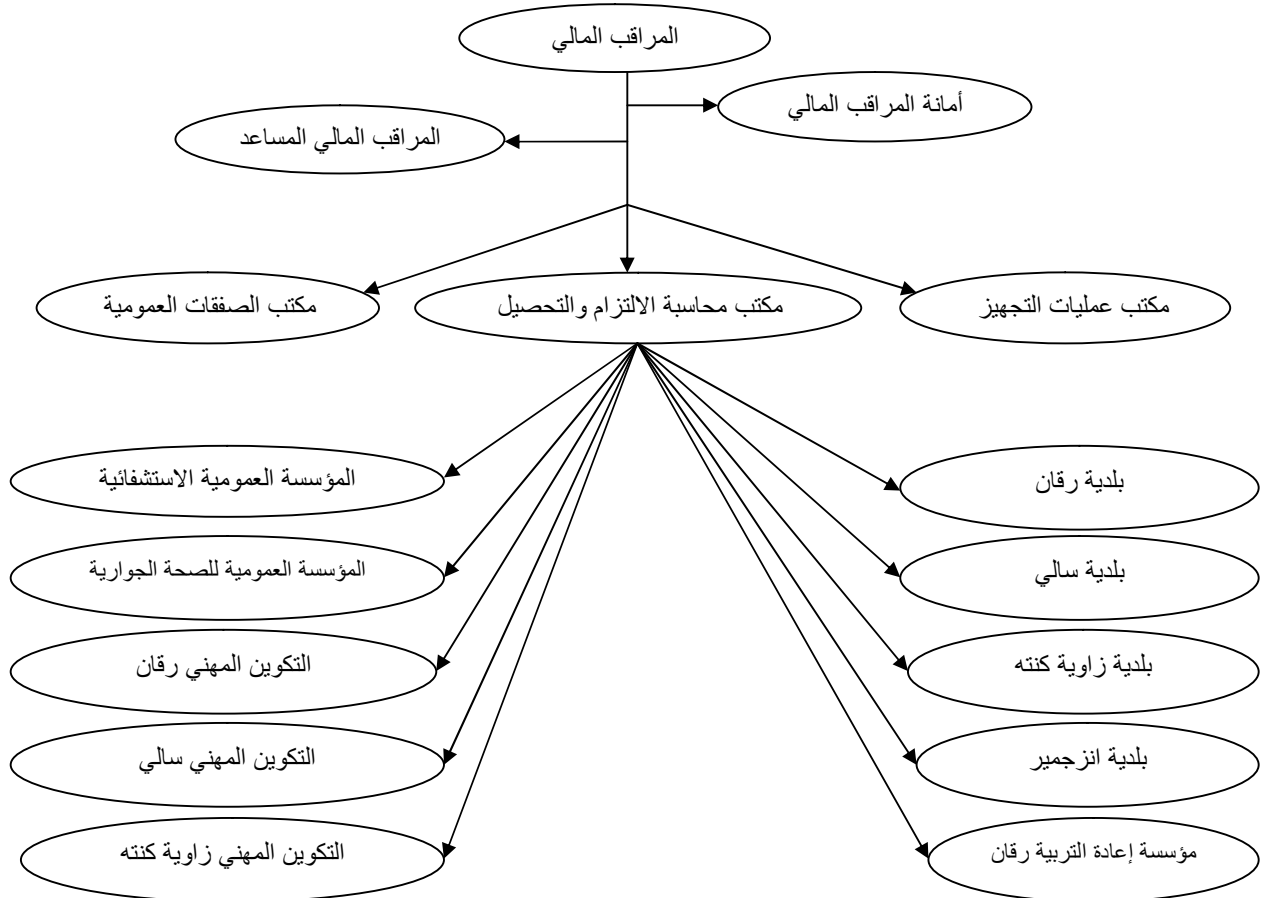 المراقب المالي
أمانة المراقب المالي
المراقب المالي المساعد
مكتب عمليات التجهيز
مكتب محاسبة الالتزام والتحصيل
مكتب الصفقات العمومية
بلدية رقان
المؤسسة العمومية الاستشفائية
بلدية سالي
المؤسسة العمومية للصحة الجوارية
بلدية زاوية كنته
التكوين المهني رقان
بلدية انزجمير
التكوين المهني سالي
مؤسسة إعادة التربية رقان
التكوين المهني زاوية كنته